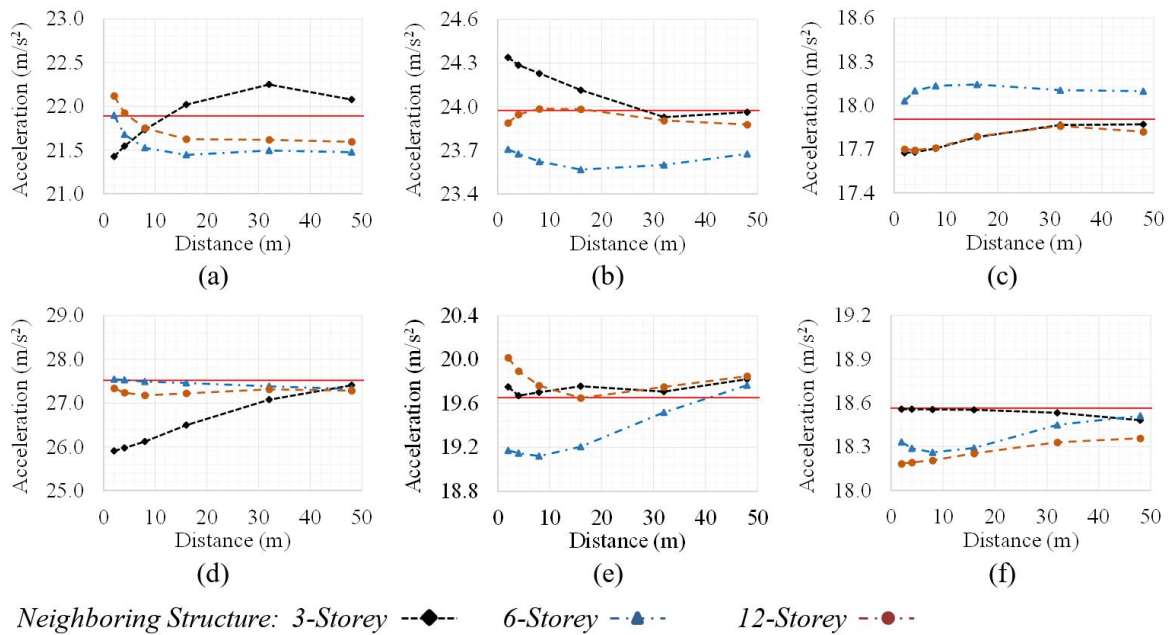 Acceleration (m/s²)
23.0
22.5
22.0
21.5
21.0
0 10 20 30 40 50
Distance (m)
(a)
Acceleration (m/s²)
24.6
24.3
24.0
23.7
23.4
0 10 20 30 40 50
Distance (m)
(b)
Acceleration (m/s²)
18.6
18.3
18.0
17.7
17.4
0 10 20 30 40 50
Distance (m)
(c)
Acceleration (m/s²)
29.0
28.0
27.0
26.0
25.0
0 10 20 30 40 50
Distance (m)
(d)
Acceleration (m/s²)
20.4
20.0
19.6
19.2
18.8
0 10 20 30 40 50
Distance (m)
(e)
Acceleration (m/s²)
19.2
18.9
18.6
18.3
18.0
0 10 20 30 40 50
Distance (m)
(f)
Neighboring Structure: 3-Storey 6-Storey 12-Storey